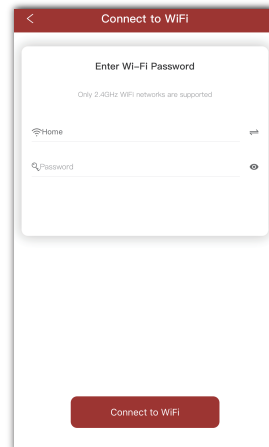 Connect to WiFi
Enter Wi-Fi Password
Only 2.4GHz WiFi networks are supported
Home
Password
Connect to WiFi